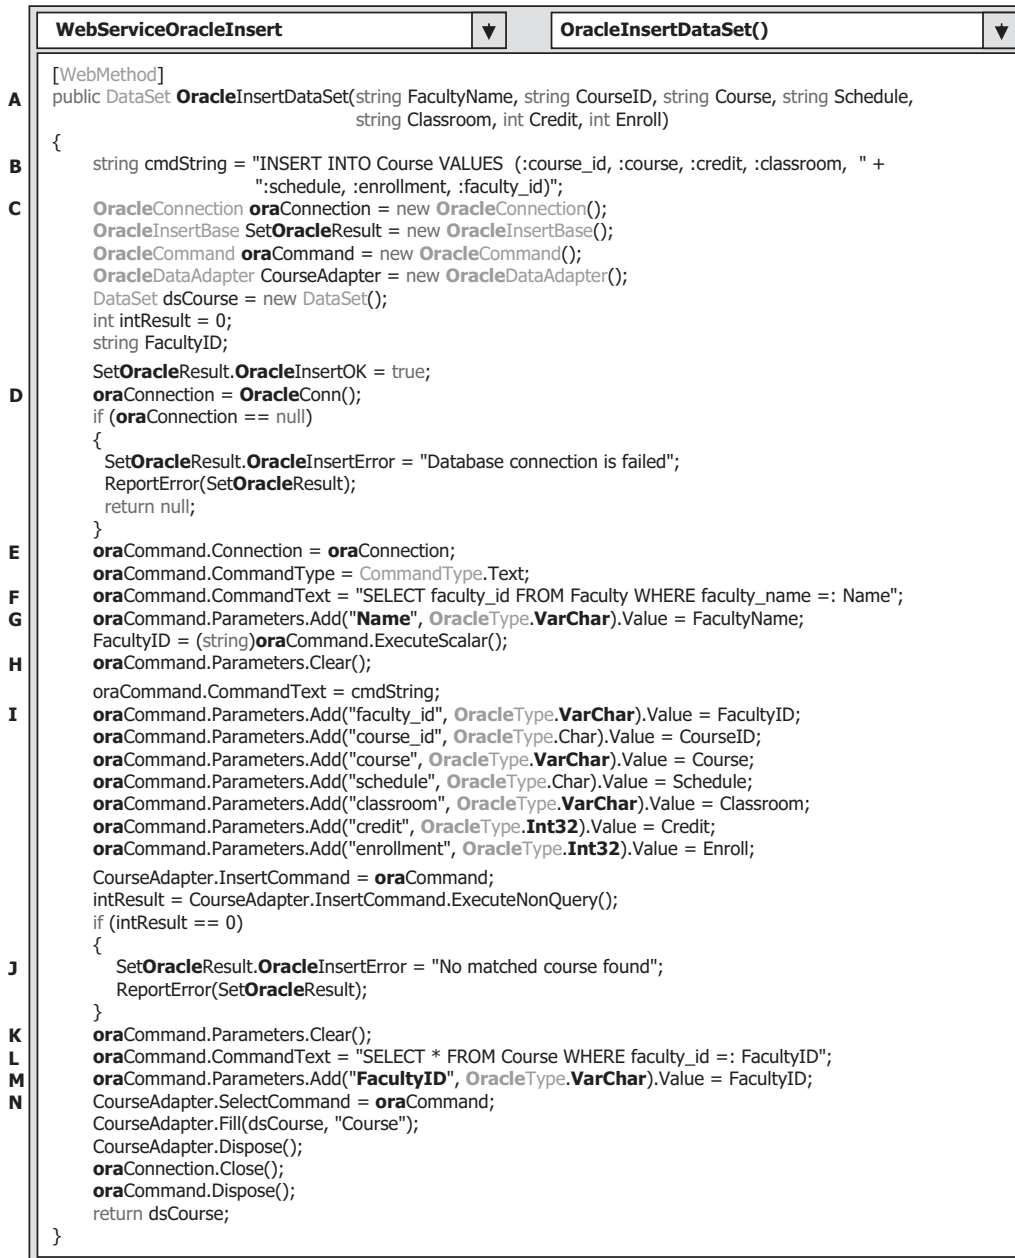 WebServiceOracleInsert OracleInsertDataSet()
[WebMethod]
A public DataSet OracleInsertDataSet(string FacultyName, string CourseID, string Course, string Schedule,
string Classroom, int Credit, int Enroll)
{
B string cmdString = "INSERT INTO Course VALUES (:course_id, :course, :credit, :classroom, " +
":schedule, :enrollment, :faculty_id)";
C OracleConnection oraConnection = new OracleConnection();
OracleInsertBase SetOracleResult = new OracleInsertBase();
OracleCommand oraCommand = new OracleCommand();
OracleDataAdapter CourseAdapter = new OracleDataAdapter();
DataSet dsCourse = new DataSet();
int intResult = 0;
string FacultyID;
SetOracleResult.OracleInsertOK = true;
D oraConnection = OracleConn();
if (oraConnection == null)
{
SetOracleResult.OracleInsertError = "Database connection is failed";
ReportError(SetOracleResult);
return null;
}
E oraCommand.Connection = oraConnection;
oraCommand.CommandType = CommandType.Text;
F oraCommand.CommandText = "SELECT faculty_id FROM Faculty WHERE faculty_name =: Name";
G oraCommand.Parameters.Add("Name", OracleType.VarChar).Value = FacultyName;
FacultyID = (string)oraCommand.ExecuteScalar();
H oraCommand.Parameters.Clear();
oraCommand.CommandText = cmdString;
I oraCommand.Parameters.Add("faculty_id", OracleType.VarChar).Value = FacultyID;
oraCommand.Parameters.Add("course_id", OracleType.Char).Value = CourseID;
oraCommand.Parameters.Add("course", OracleType.VarChar).Value = Course;
oraCommand.Parameters.Add("schedule", OracleType.Char).Value = Schedule;
oraCommand.Parameters.Add("classroom", OracleType.VarChar).Value = Classroom;
oraCommand.Parameters.Add("credit", OracleType.Int32).Value = Credit;
oraCommand.Parameters.Add("enrollment", OracleType.Int32).Value = Enroll;
CourseAdapter.InsertCommand = oraCommand;
intResult = CourseAdapter.InsertCommand.ExecuteNonQuery();
if (intResult == 0)
{
J SetOracleResult.OracleInsertError = "No matched course found";
ReportError(SetOracleResult);
}
K oraCommand.Parameters.Clear();
L oraCommand.CommandText = "SELECT * FROM Course WHERE faculty_id =: FacultyID";
M oraCommand.Parameters.Add("FacultyID", OracleType.VarChar).Value = FacultyID;
N CourseAdapter.SelectCommand = oraCommand;
CourseAdapter.Fill(dsCourse, "Course");
CourseAdapter.Dispose();
oraConnection.Close();
oraCommand.Dispose();
return dsCourse;
}